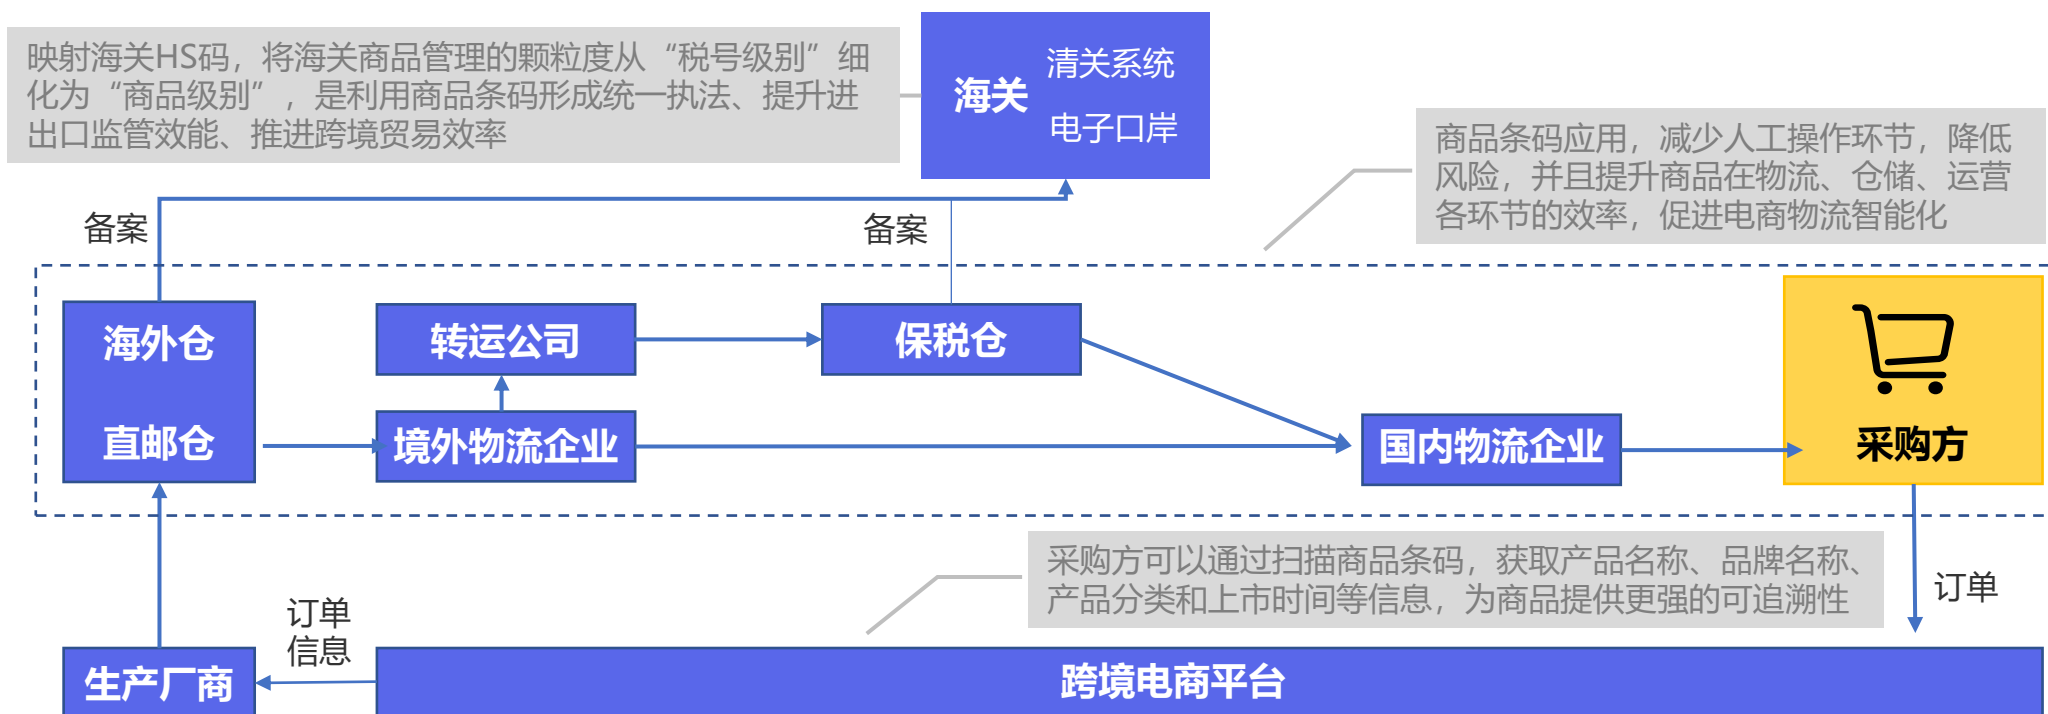 映射海关HS码，将海关商品管理的颗粒度从“税号级别”细
化为“商品级别”，是利用商品条码形成统一执法、提升进
出口监管效能、推进跨境贸易效率
海关
清关系统
电子口岸
商品条码应用，减少人工操作环节，降低
风险，并且提升商品在物流、仓储、运营
各环节的效率，促进电商物流智能化
备案
备案
海外仓
直邮仓
转运公司
保税仓
境外物流企业
国内物流企业
采购方
采购方可以通过扫描商品条码，获取产品名称、品牌名称、
产品分类和上市时间等信息，为商品提供更强的可追溯性
订单
订单
信息
生产厂商
跨境电商平台